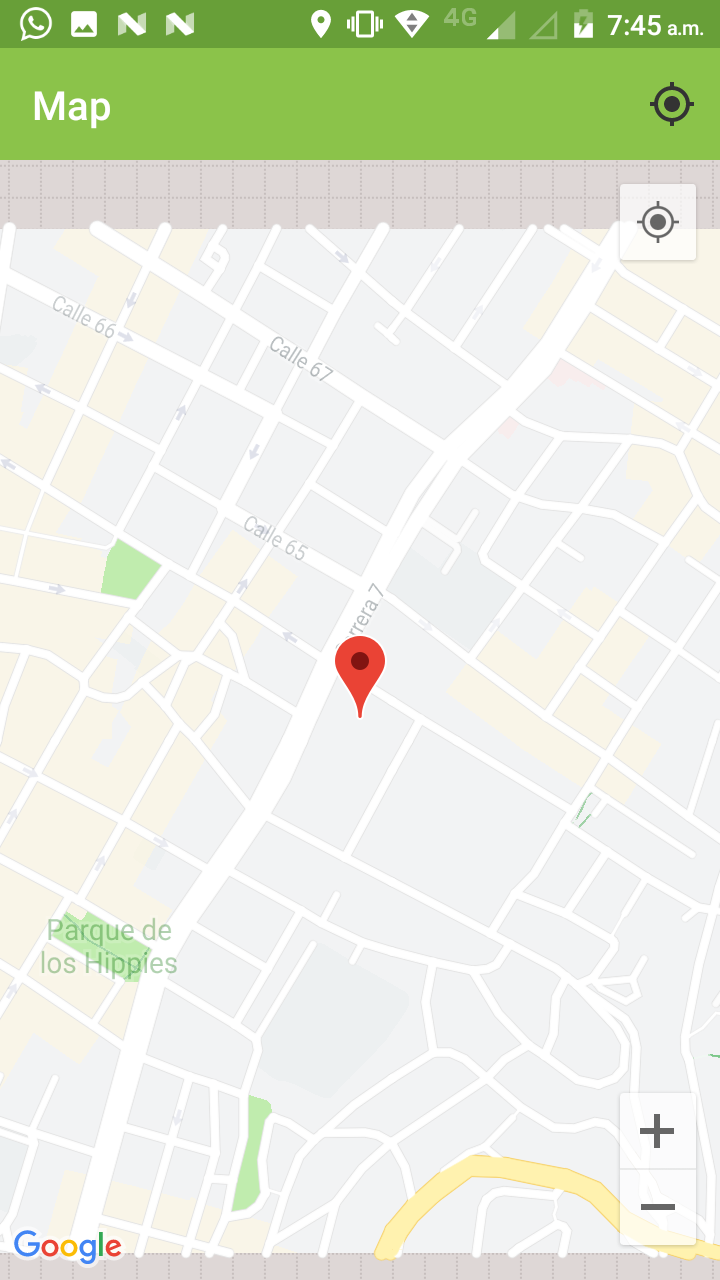 4G 7:45 a.m.
Map
Calle 66
Calle 67
Calle 65
rrera 7
Parque de
los Hippies
Google